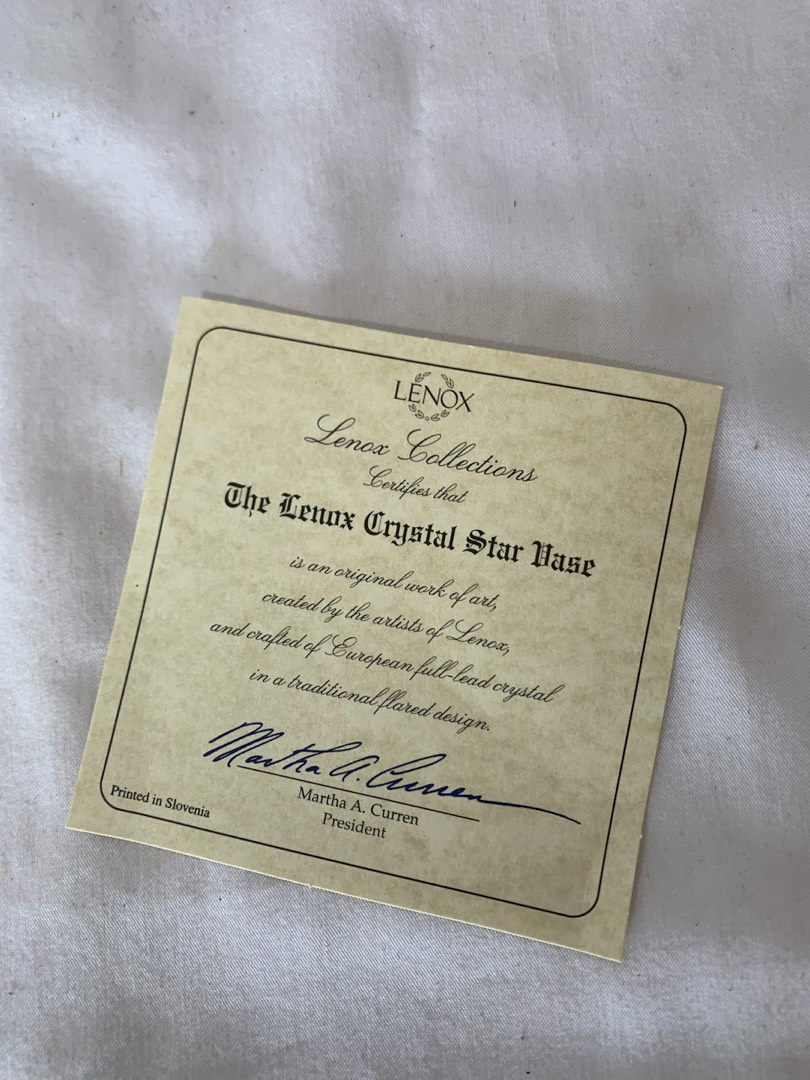 LENOX
Lenox Collections
Certifies that
The Lenox Crystal Star Vase
is an original work of art,
created by the artists of Lenox,
and crafted of European full-lead crystal
in a traditional flared design.
Martha A. Curren
Martha A. Curren
President
Printed in Slovenia